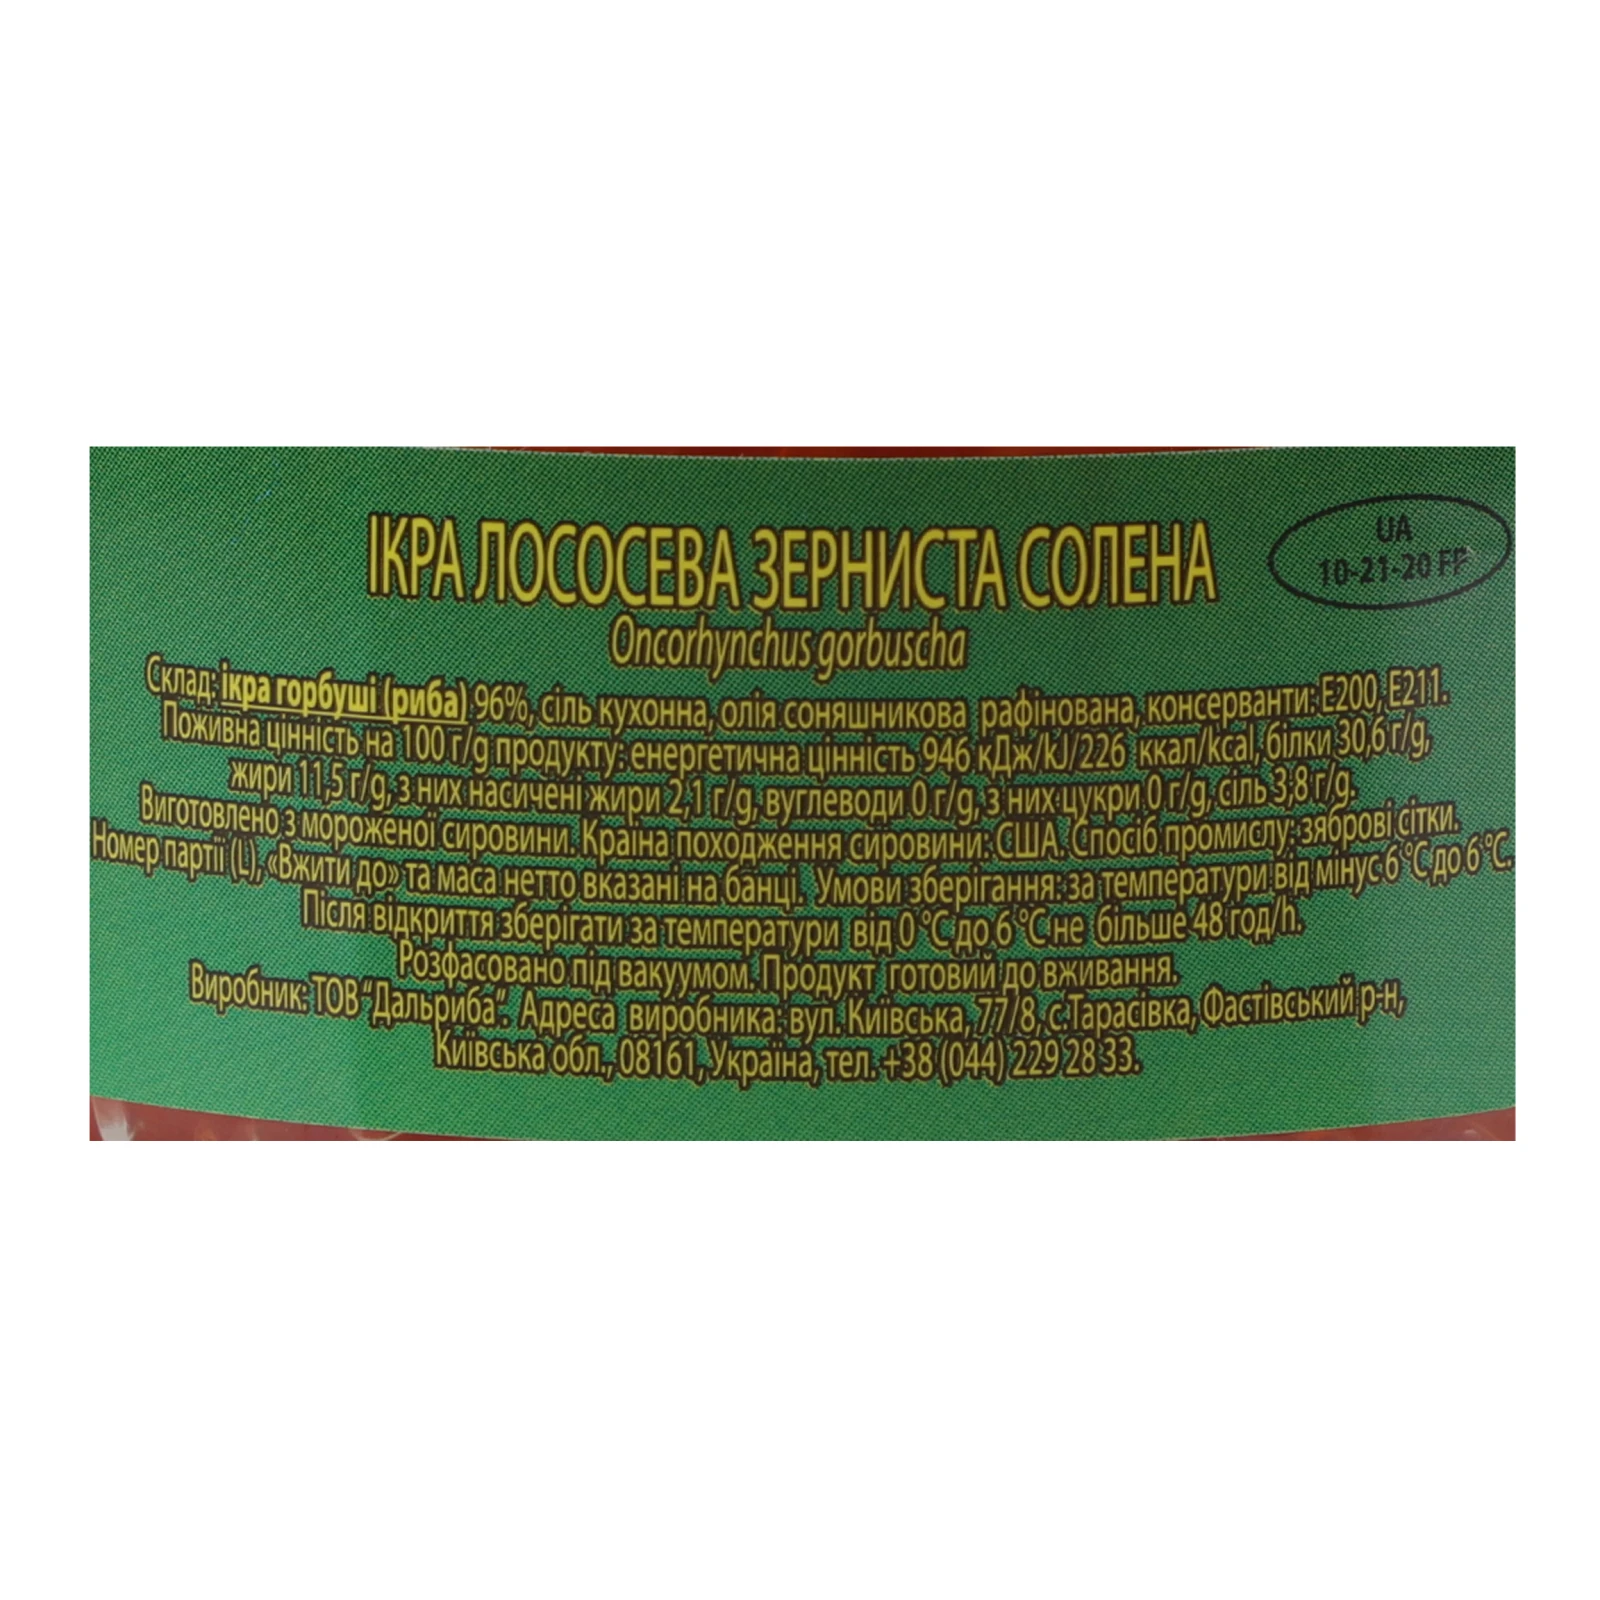 ІКРА ЛОСОСЕВА ЗЕРНИСТА СОЛЕНА
UA
10-21-20 FF
Oncorhynchus gorbuscha
Склад: ікра горбуші (риба) 96%, сіль кухонна, олія соняшникова рафінована, консерванти: Е200, Е211.
Поживна цінність на 100 г/g продукту: енергетична цінність 946 кДж/kJ/226 ккал/kcal, білки 30,6 г/g,
жири 11,5 г/g, з них насичені жири 2,1 г/g, вуглеводи 0 г/g, з них цукри 0 г/g, сіль 3,8 г/g.
Виготовлено з мороженої сировини. Країна походження сировини: США. Спосіб промислу: зяброві сітки.
Номер партії (L), «Вжити до» та маса нетто вказані на банці. Умови зберігання: за температури від мінус 6 °С до 6 °С.
Після відкриття зберігати за температури від 0 °С до 6 °С не більше 48 год/h.
Розфасовано під вакуумом. Продукт готовий до вживання.
Виробник: ТОВ "Дальриба". Адреса виробника: вул. Київська, 77/8, с.Тарасівка, Фастівський р-н,
Київська обл., 08161, Україна, тел. +38 (044) 229 28 33.